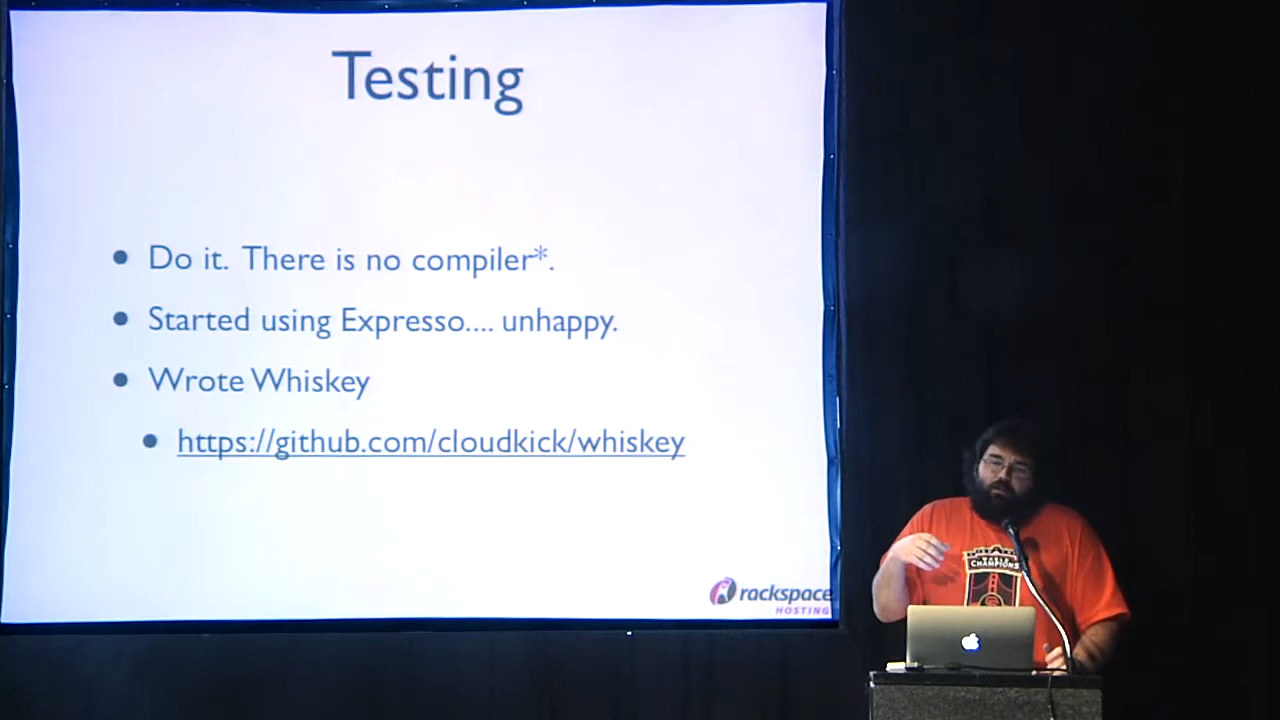 Testing
Do it. There is no compiler*.
Started using Expresso.... unhappy.
Wrote Whiskey
https://github.com/cloudkick/whiskey
rackspace
HOSTING
CHAMPIONS